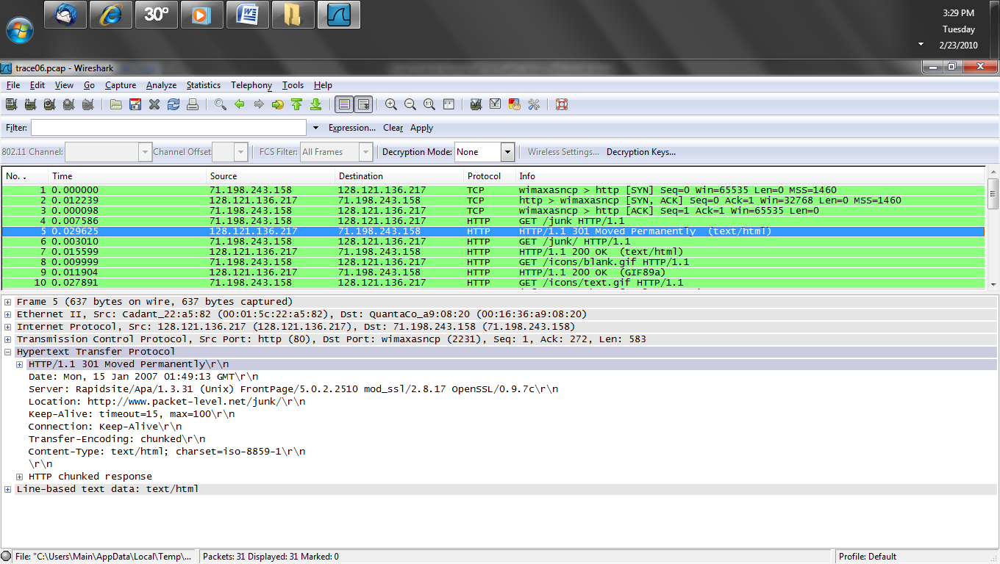 30°
3:29 PM
Tuesday
2/23/2010
trace06.pcap - Wireshark
File Edit View Go Capture Analyze Statistics Telephony Tools Help
Filter: Expression... Clear Apply
802.11 Channel: Channel Offset FCS Filter: All Frames Decryption Mode: None Wireless Settings... Decryption Keys...
No. . Time Source Destination Protocol Info
1 0.000000 71.198.243.158 128.121.136.217 TCP wimaxasncp > http [SYN] Seq=0 Win=65535 Len=0 MSS=1460
2 0.012239 128.121.136.217 71.198.243.158 TCP http > wimaxasncp [SYN, ACK] Seq=0 Ack=1 Win=32768 Len=0 MSS=1460
3 0.000098 71.198.243.158 128.121.136.217 TCP wimaxasncp > http [ACK] Seq=1 Ack=1 Win=65535 Len=0
4 0.007586 71.198.243.158 128.121.136.217 HTTP GET /junk HTTP/1.1
5 0.029625 128.121.136.217 71.198.243.158 HTTP HTTP/1.1 301 Moved Permanently (text/html)
6 0.003010 71.198.243.158 128.121.136.217 HTTP GET /junk/ HTTP/1.1
7 0.015599 128.121.136.217 71.198.243.158 HTTP HTTP/1.1 200 OK (text/html)
8 0.009999 71.198.243.158 128.121.136.217 HTTP GET /icons/blank.gif HTTP/1.1
9 0.011904 128.121.136.217 71.198.243.158 HTTP HTTP/1.1 200 OK (GIF89a)
10 0.027891 71.198.243.158 128.121.136.217 HTTP GET /icons/text.gif HTTP/1.1
Frame 5 (637 bytes on wire, 637 bytes captured)
Ethernet II, Src: Cadant_22:a5:82 (00:01:5c:22:a5:82), Dst: QuantaCo_a9:08:20 (00:16:36:a9:08:20)
Internet Protocol, Src: 128.121.136.217 (128.121.136.217), Dst: 71.198.243.158 (71.198.243.158)
Transmission Control Protocol, Src Port: http (80), Dst Port: wimaxasncp (2231), Seq: 1, Ack: 272, Len: 583
Hypertext Transfer Protocol
HTTP/1.1 301 Moved Permanently\r\n
Date: Mon, 15 Jan 2007 01:49:13 GMT\r\n
Server: Rapidsite/Apa/1.3.31 (Unix) FrontPage/5.0.2.2510 mod_ssl/2.8.17 OpenSSL/0.9.7c\r\n
Location: http://www.packet-level.net/junk/\r\n
Keep-Alive: timeout=15, max=100\r\n
Connection: Keep-Alive\r\n
Transfer-Encoding: chunked\r\n
Content-Type: text/html; charset=iso-8859-1\r\n
\r\n
HTTP chunked response
Line-based text data: text/html
File: "C:\Users\Main\AppData\Local\Temp\... Packets: 31 Displayed: 31 Marked: 0 Profile: Default